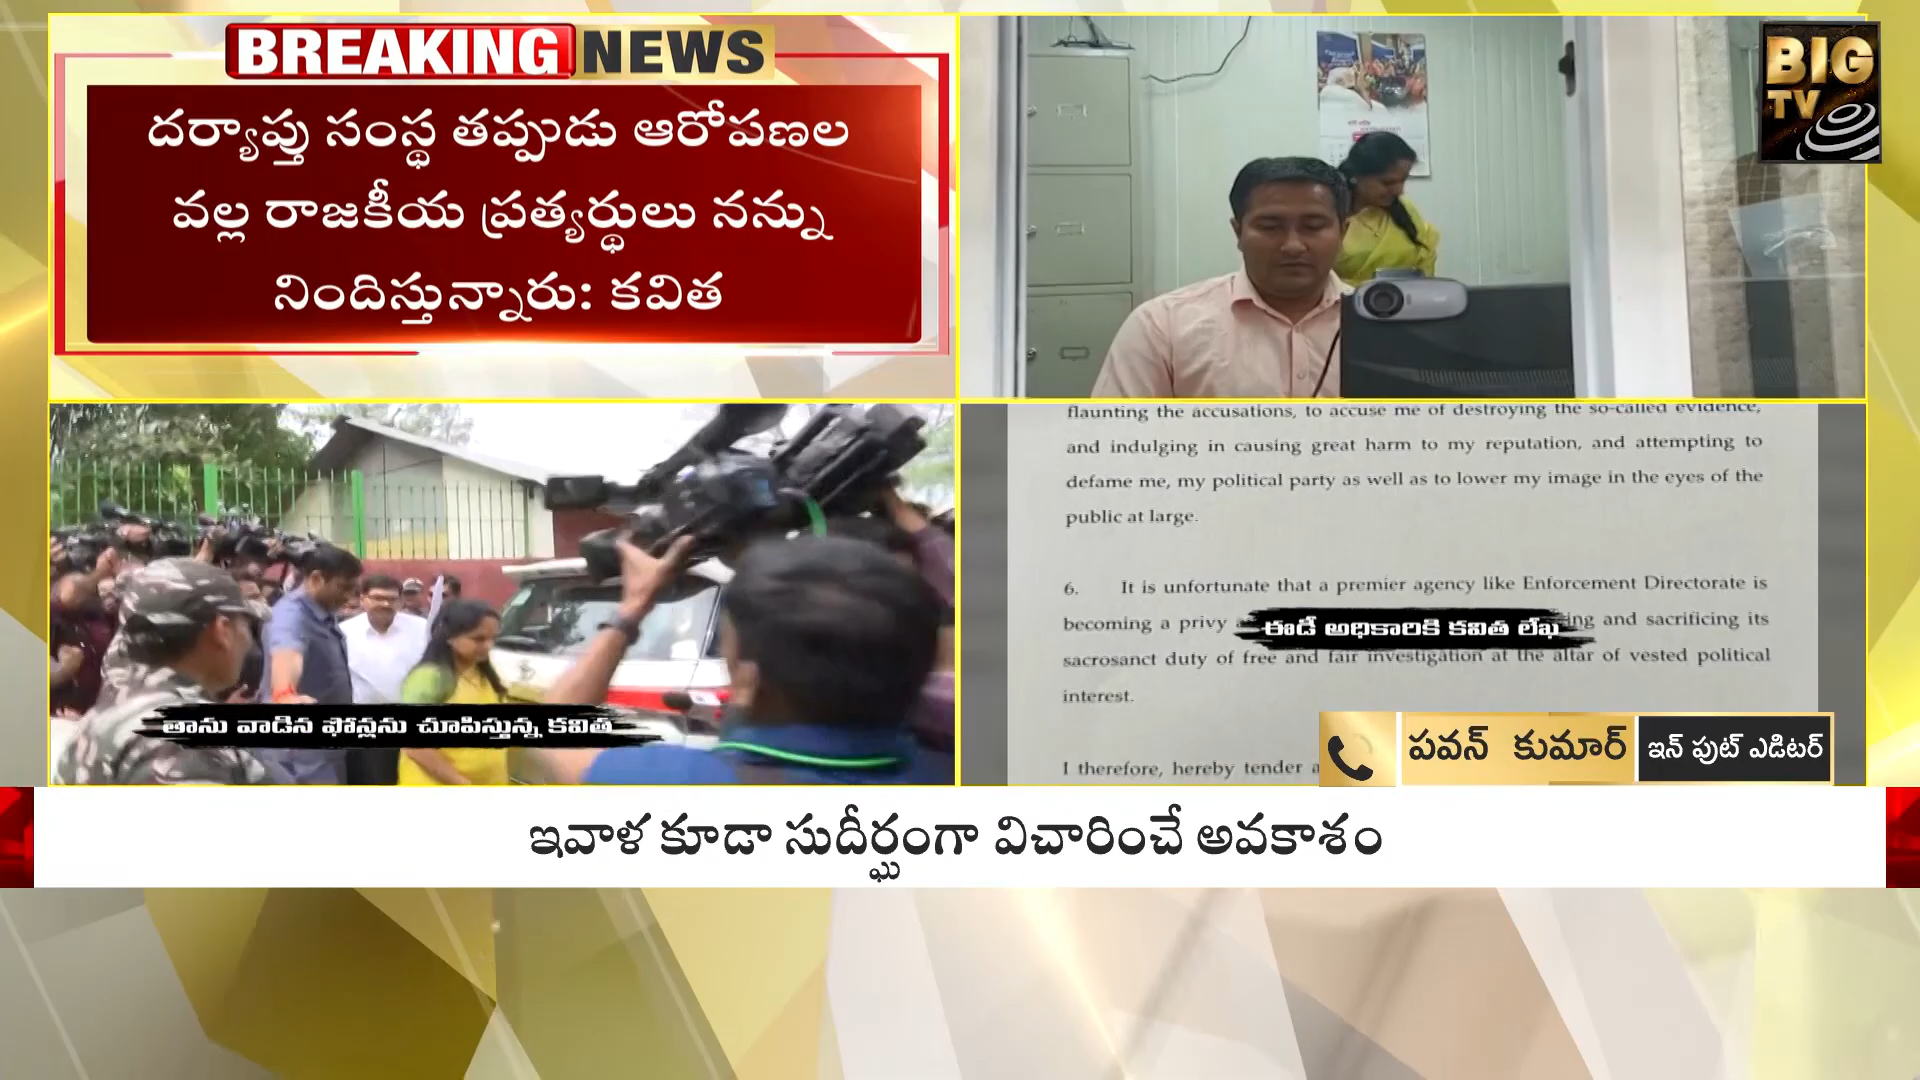 BREAKING NEWS
దర్యాప్తు సంస్థ తప్పుడు ఆరోపణల
వల్ల రాజకీయ ప్రత్యర్థులు నన్ను
నిందిస్తున్నారు: కవిత
BIG
TV
తాను వాడిన ఫోన్లను చూపిస్తున్న కవిత
flaunting the accusations, to accuse me of destroying the so-called evidence,
and indulging in causing great harm to my reputation, and attempting to
defame me, my political party as well as to lower my image in the eyes of the
public at large.
6. It is unfortunate that a premier agency like Enforcement Directorate is
becoming a privy ing and sacrificing its
ఈడీ అధికారికి కవిత లేఖ
sacrosanct duty of free and fair investigation at the altar of vested political
interest.
I therefore, hereby tender a
పవన్ కుమార్ ఇన్ పుట్ ఎడిటర్
ఇవాళ కూడా సుదీర్ఘంగా విచారించే అవకాశం